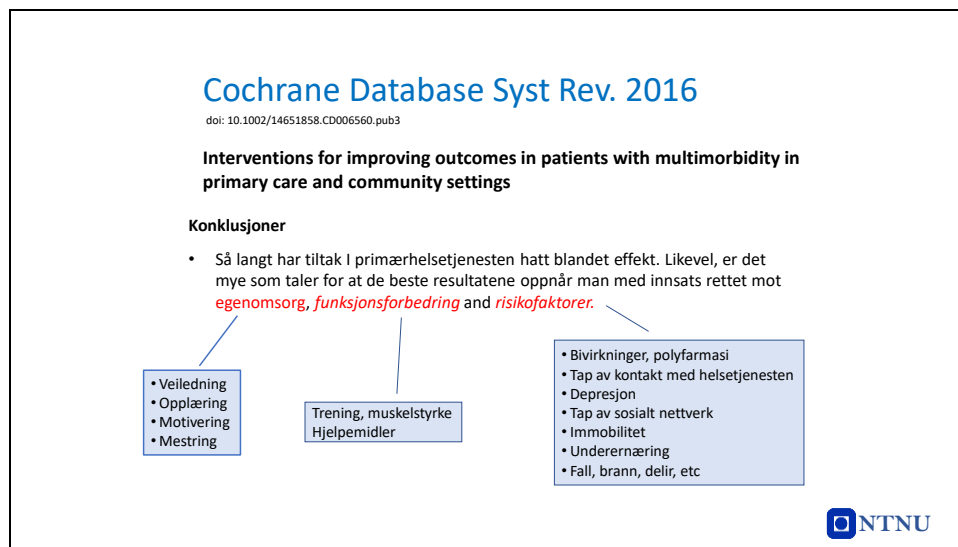 Cochrane Database Syst Rev. 2016
doi: 10.1002/14651858.CD006560.pub3
Interventions for improving outcomes in patients with multimorbidity in
primary care and community settings
Konklusjoner
• Så langt har tiltak I primærhelsetjenesten hatt blandet effekt. Likevel, er det
mye som taler for at de beste resultatene oppnår man med innsats rettet mot
egenomsorg, funksjonsforbedring and risikofaktorer.
• Veiledning
• Opplæring
• Motivering
• Mestring
Trening, muskelstyrke
Hjelpemidler
• Bivirkninger, polyfarmasi
• Tap av kontakt med helsetjenesten
• Depresjon
• Tap av sosialt nettverk
• Immobilitet
• Underernæring
• Fall, brann, delir, etc
NTNU